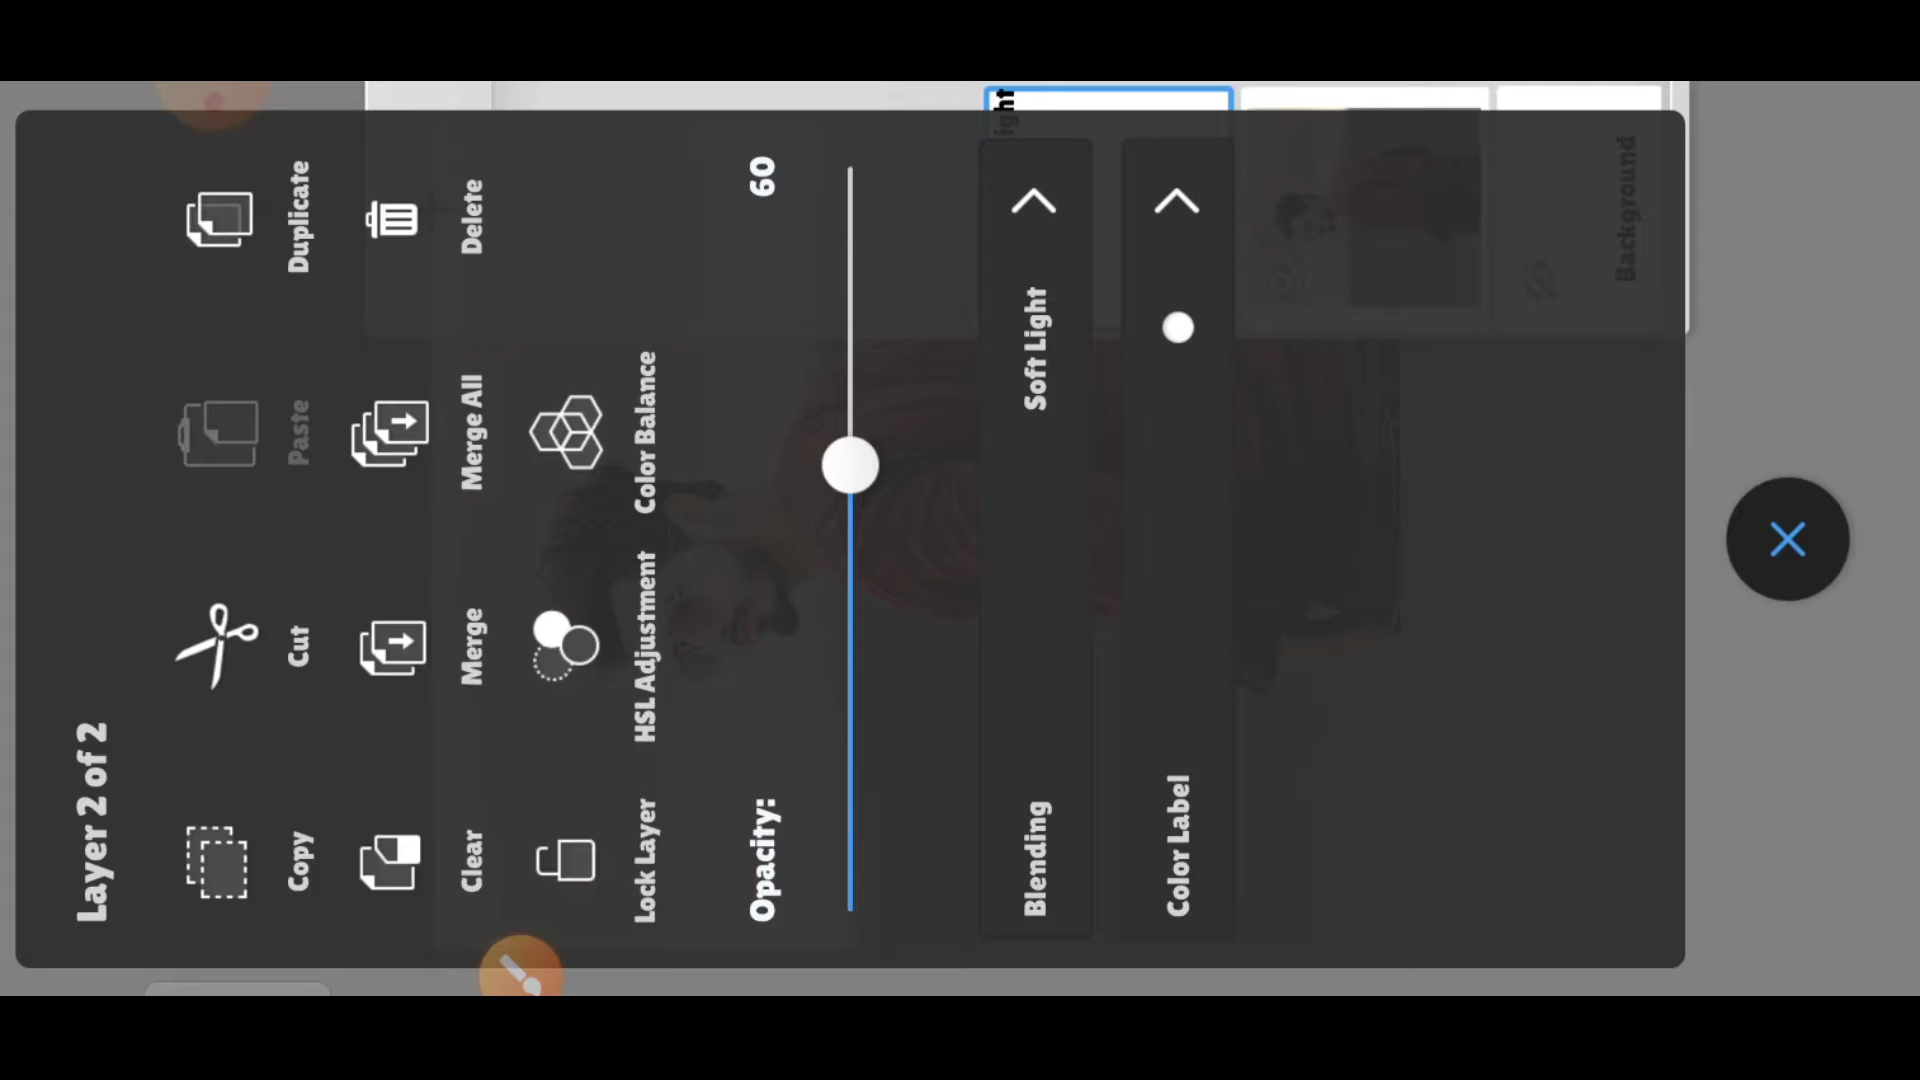 Layer 2 of 2
Copy
Cut
Paste
Duplicate
Clear
Merge
Merge All
Delete
Lock Layer
HSL Adjustment
Color Balance
Opacity:
60
Blending
Soft Light
Color Label
ight
Background